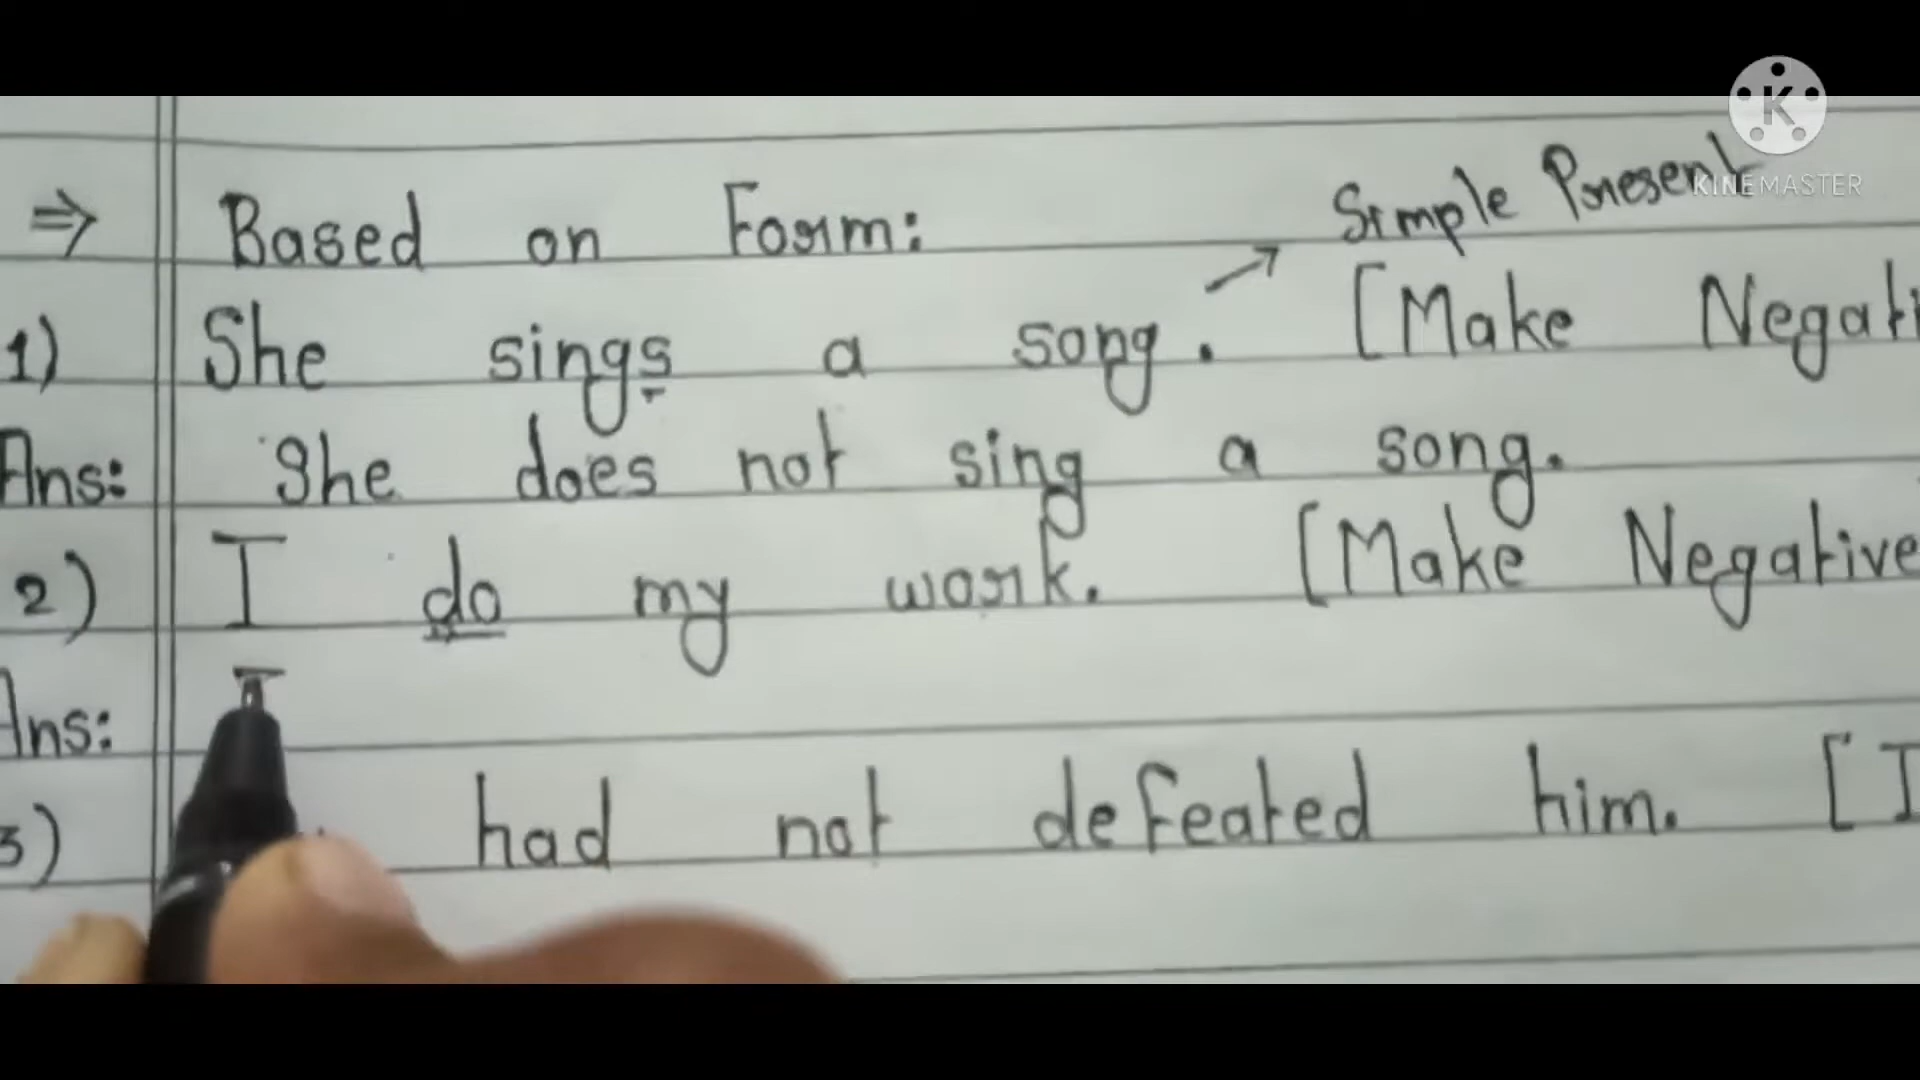 ⇒ Based on Form:
Simple Present
1) She sings a song. → [Make Negati
Ans: She does not sing a song.
2) I do my work. [Make Negative
Ans: I
3) had not defeated him. [I
K
KINEMASTER